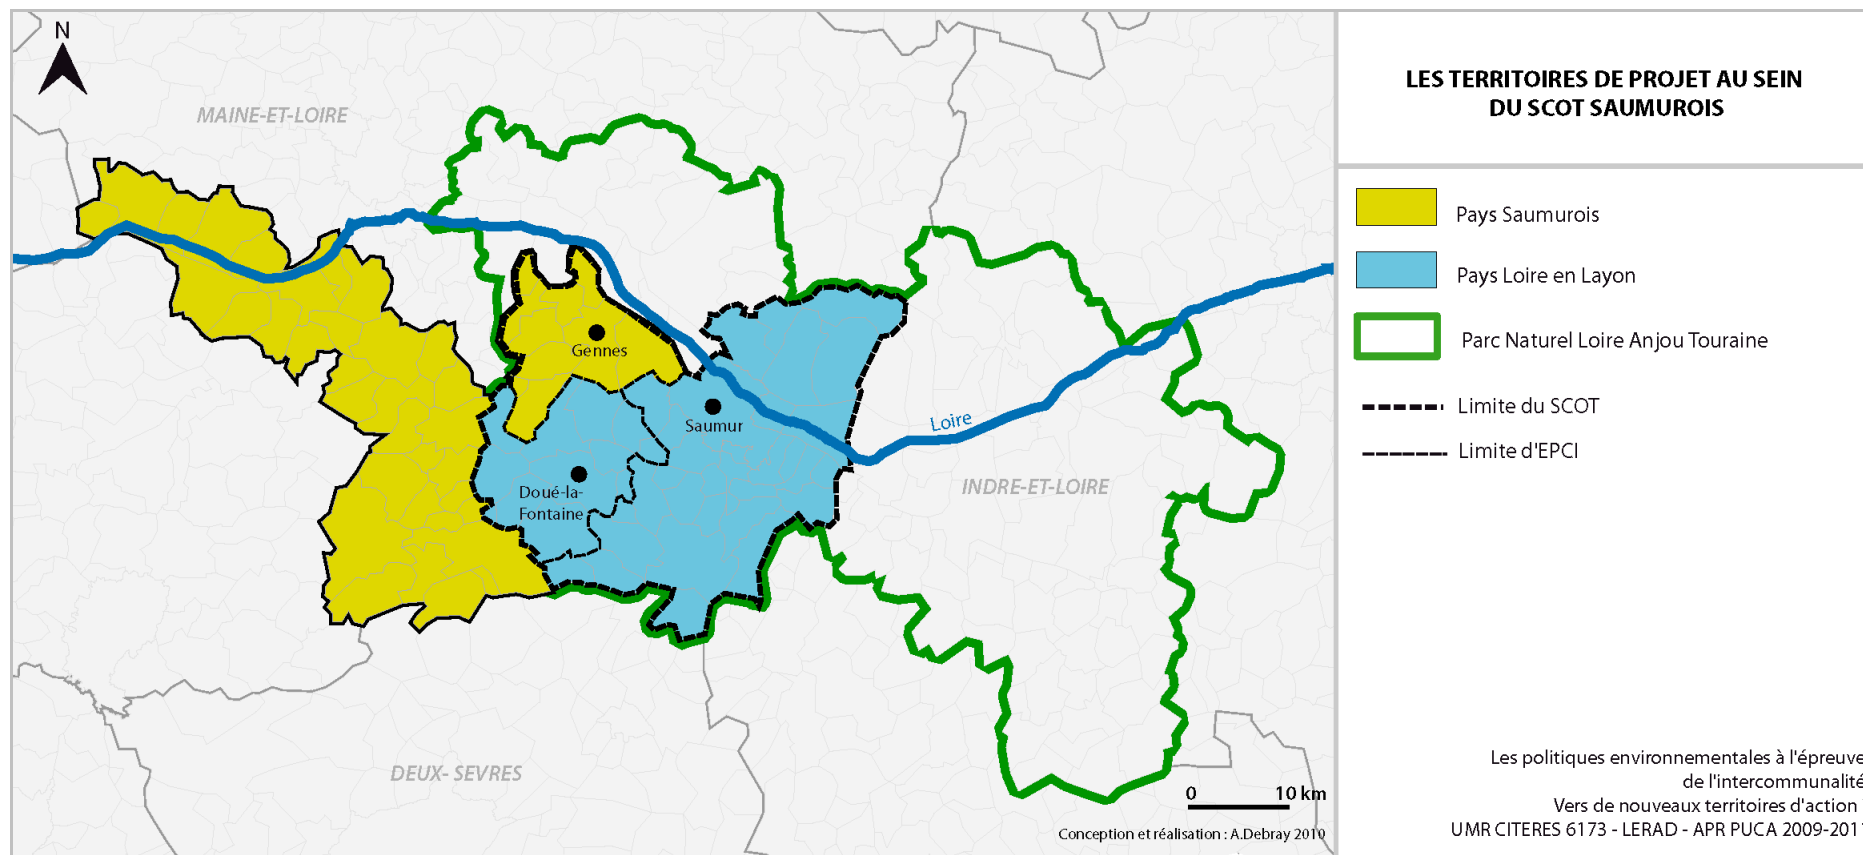 N
MAINE-ET-LOIRE
Gennes
Saumur
Doué-la-
Fontaine
Loire
INDRE-ET-LOIRE
DEUX- SEVRES
0 10 km
Conception et réalisation : A.Debray 2010
LES TERRITOIRES DE PROJET AU SEIN
DU SCOT SAUMUROIS
Pays Saumurois
Pays Loire en Layon
Parc Naturel Loire Anjou Touraine
Limite du SCOT
Limite d'EPCI
Les politiques environnementales à l'épreuve
de l'intercommunalité
Vers de nouveaux territoires d'action
UMR CITERES 6173 - LERAD - APR PUCA 2009-2011